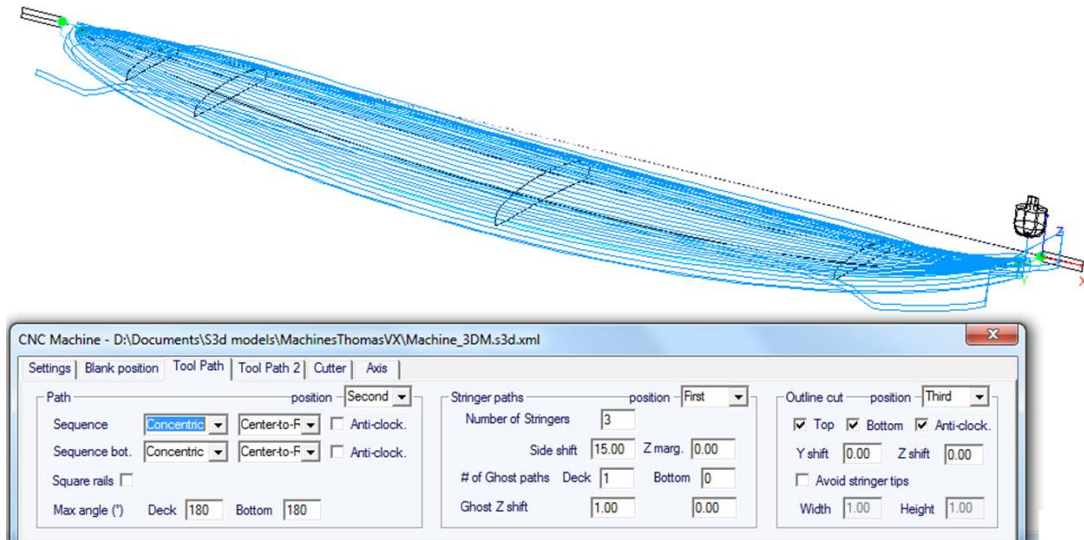 Z
Y
X
CNC Machine - D:\Documents\S3d models\MachinesThomasVX\Machine_3DM.s3d.xml
Settings Blank position Tool Path Tool Path 2 Cutter Axis
Path position Second
Sequence Concentric Center-to-F Anti-clock.
Sequence bot. Concentric Center-to-F Anti-clock.
Square rails
Max angle (°) Deck 180 Bottom 180
Stringer paths position First
Number of Stringers 3
Side shift 15.00 Z marg. 0.00
# of Ghost paths Deck 1 Bottom 0
Ghost Z shift 1.00 0.00
Outline cut position Third
Top Bottom Anti-clock.
Y shift 0.00 Z shift 0.00
Avoid stringer tips
Width 1.00 Height 1.00